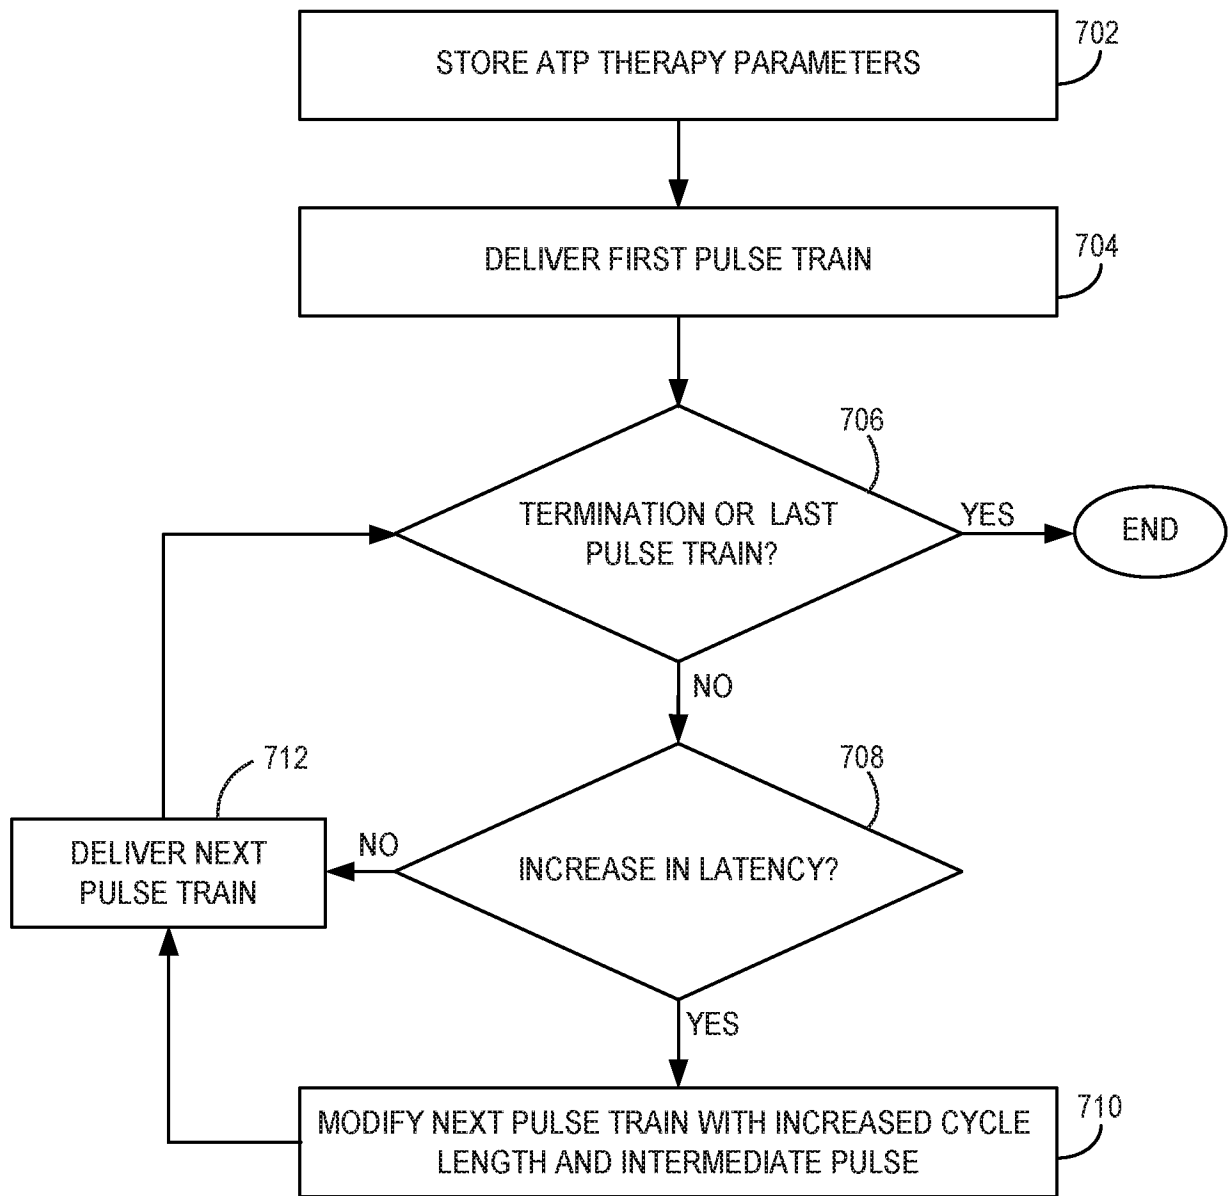 702
STORE ATP THERAPY PARAMETERS
704
DELIVER FIRST PULSE TRAIN
706
TERMINATION OR LAST
PULSE TRAIN?
YES
END
NO
712
708
DELIVER NEXT
PULSE TRAIN
NO
INCREASE IN LATENCY?
YES
MODIFY NEXT PULSE TRAIN WITH INCREASED CYCLE
LENGTH AND INTERMEDIATE PULSE
710